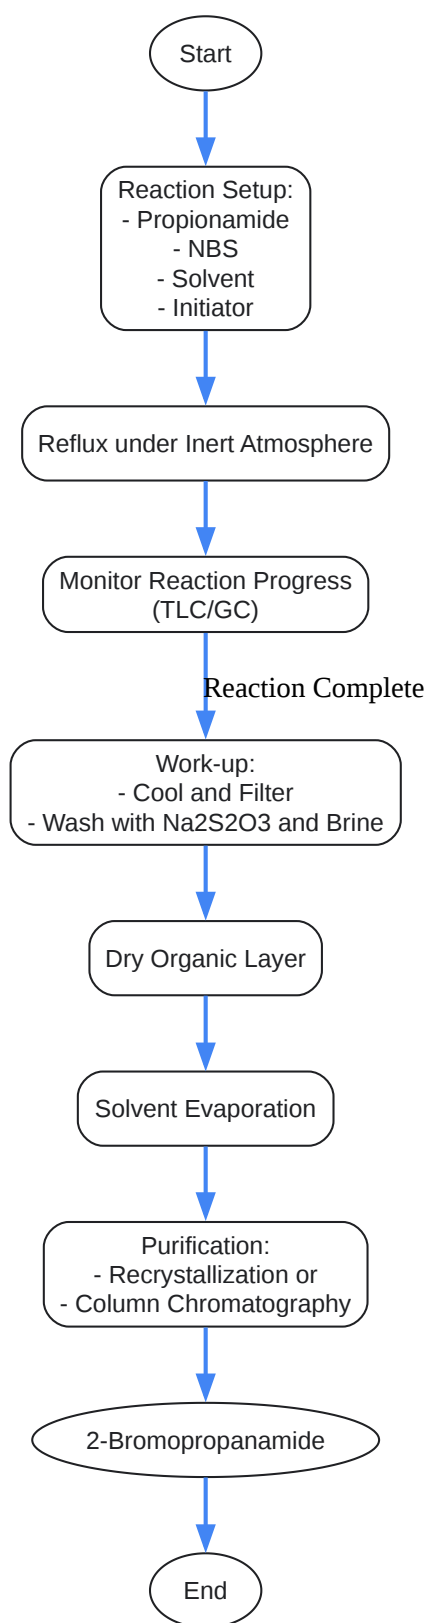 Start
Reaction Setup:
- Propionamide
- NBS
- Solvent
- Initiator
Reflux under Inert Atmosphere
Monitor Reaction Progress
(TLC/GC)
Reaction Complete
Work-up:
- Cool and Filter
- Wash with Na2S2O3 and Brine
Dry Organic Layer
Solvent Evaporation
Purification:
- Recrystallization or
- Column Chromatography
2-Bromopropanamide
End